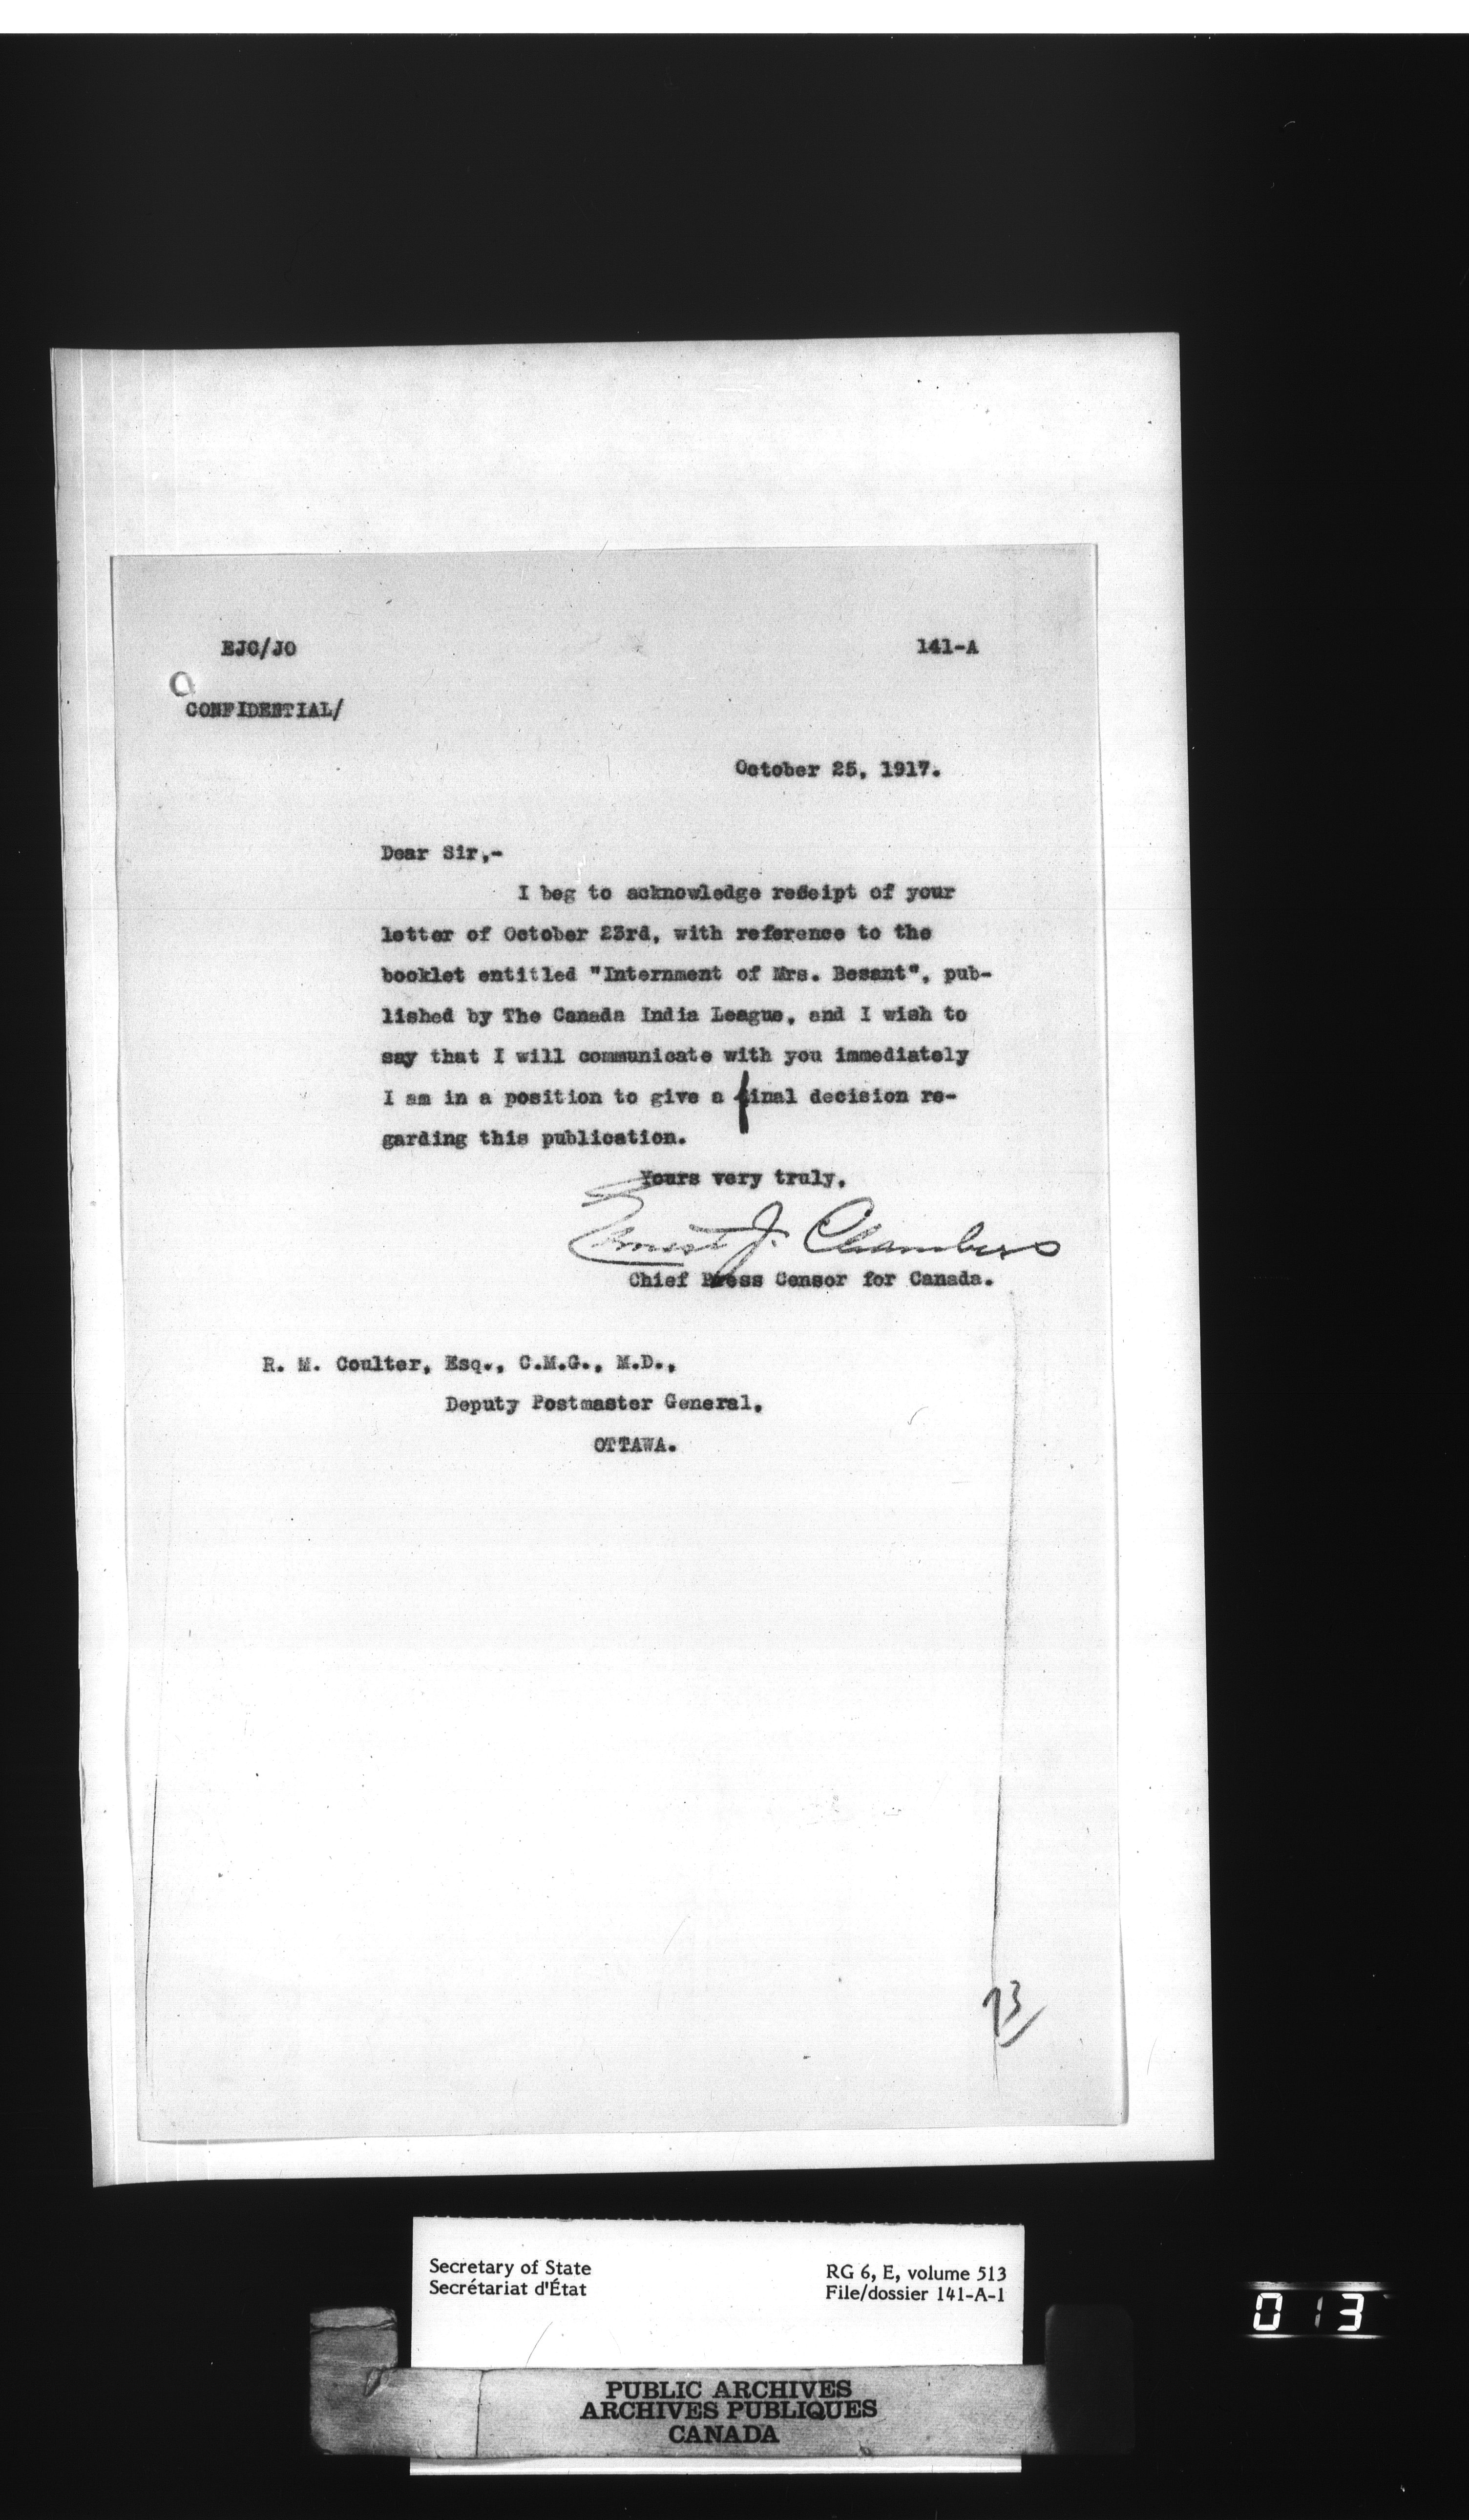 EJC/JO
141-A
CONFIDENTIAL/
October 25, 1917.
Dear Sir,-
I beg to acknowledge receipt of your
letter of October 23rd, with reference to the
booklet entitled "Internment of Mrs. Besant", pub-
lished by The Canada India League, and I wish to
say that I will communicate with you immediately
I am in a position to give a final decision re-
garding this publication.
Yours very truly,
Ernest J. Chambers
Chief Press Censor for Canada.
R. M. Coulter, Esq., C.M.G., M.D.,
Deputy Postmaster General,
OTTAWA.
Secretary of State
Secrétariat d'État
RG 6, E, volume 513
File/dossier 141-A-1
013
PUBLIC ARCHIVES
ARCHIVES PUBLIQUES
CANADA